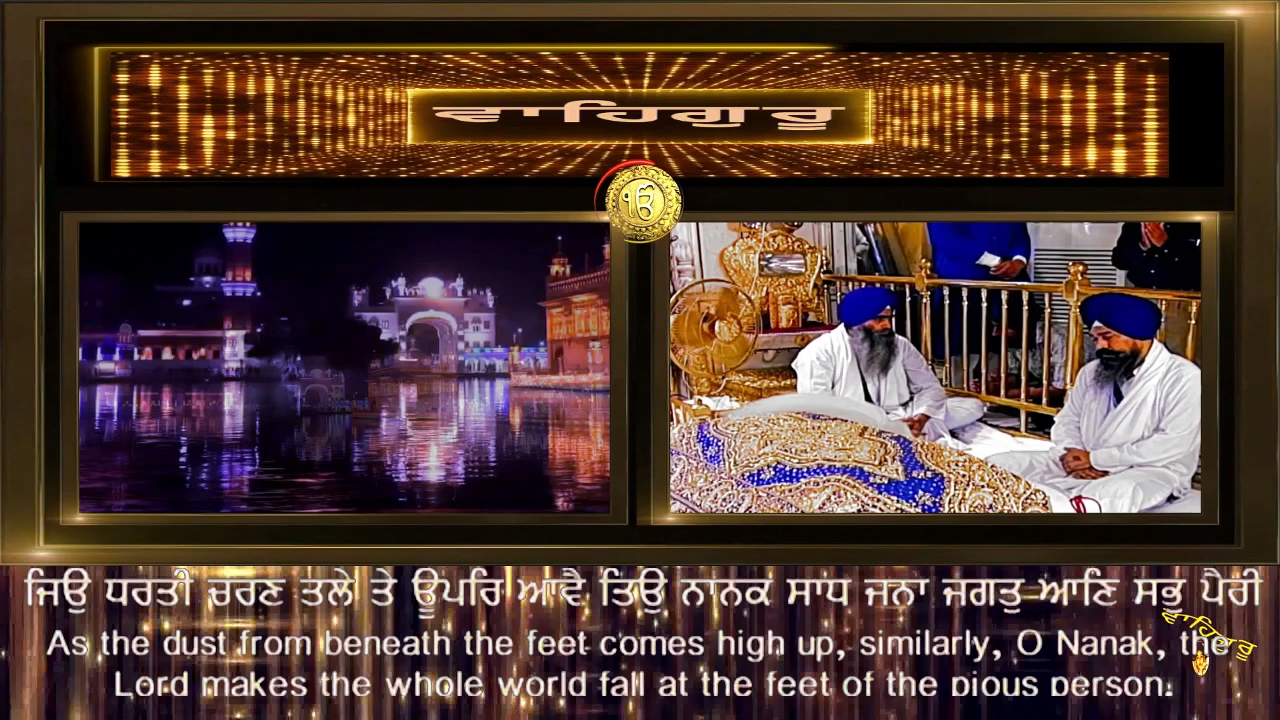 ਵਾਹਿਗੁਰੂ
ੴ
ਜਿਉ ਧਰਤੀ ਚਰਣ ਤਲੇ ਤੇ ਊਪਰਿ ਆਵੈ ਤਿਉ ਨਾਨਕ ਸਾਧ ਜਨਾ ਜਗਤੁ ਆਣਿ ਸਭੁ ਪੈਰੀ
As the dust from beneath the feet comes high up, similarly, O Nanak, the
Lord makes the whole world fall at the feet of the pious person.
ਵਾਹਿਗੁਰੂ